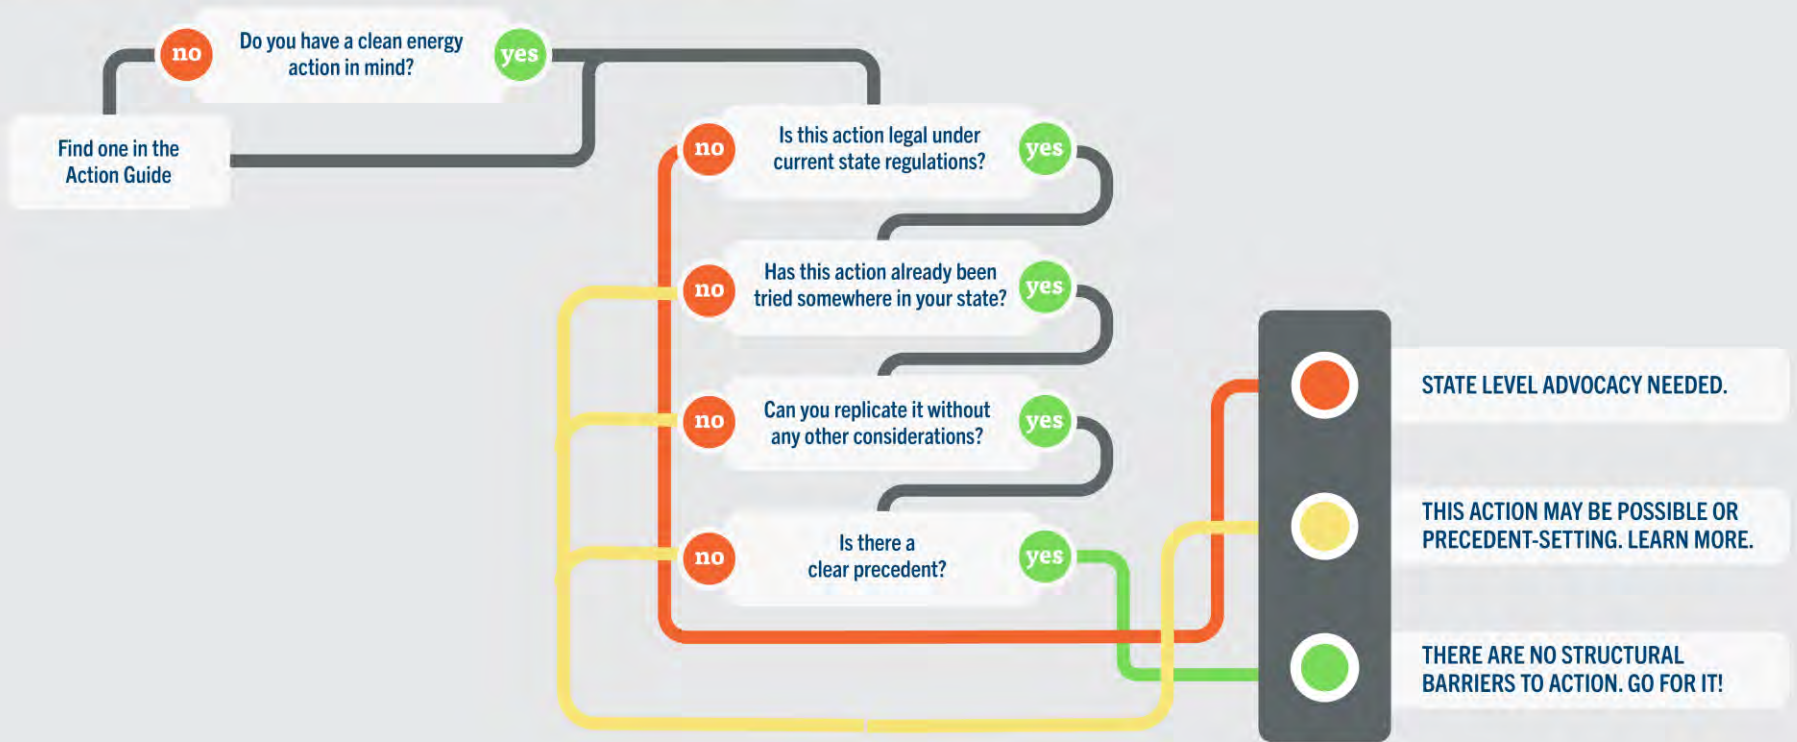 no
Do you have a clean energy
action in mind?
yes
Find one in the
Action Guide
no
Is this action legal under
current state regulations?
yes
no
Has this action already been
tried somewhere in your state?
yes
no
Can you replicate it without
any other considerations?
yes
no
Is there a
clear precedent?
yes
STATE LEVEL ADVOCACY NEEDED.
THIS ACTION MAY BE POSSIBLE OR
PRECEDENT-SETTING. LEARN MORE.
THERE ARE NO STRUCTURAL
BARRIERS TO ACTION. GO FOR IT!